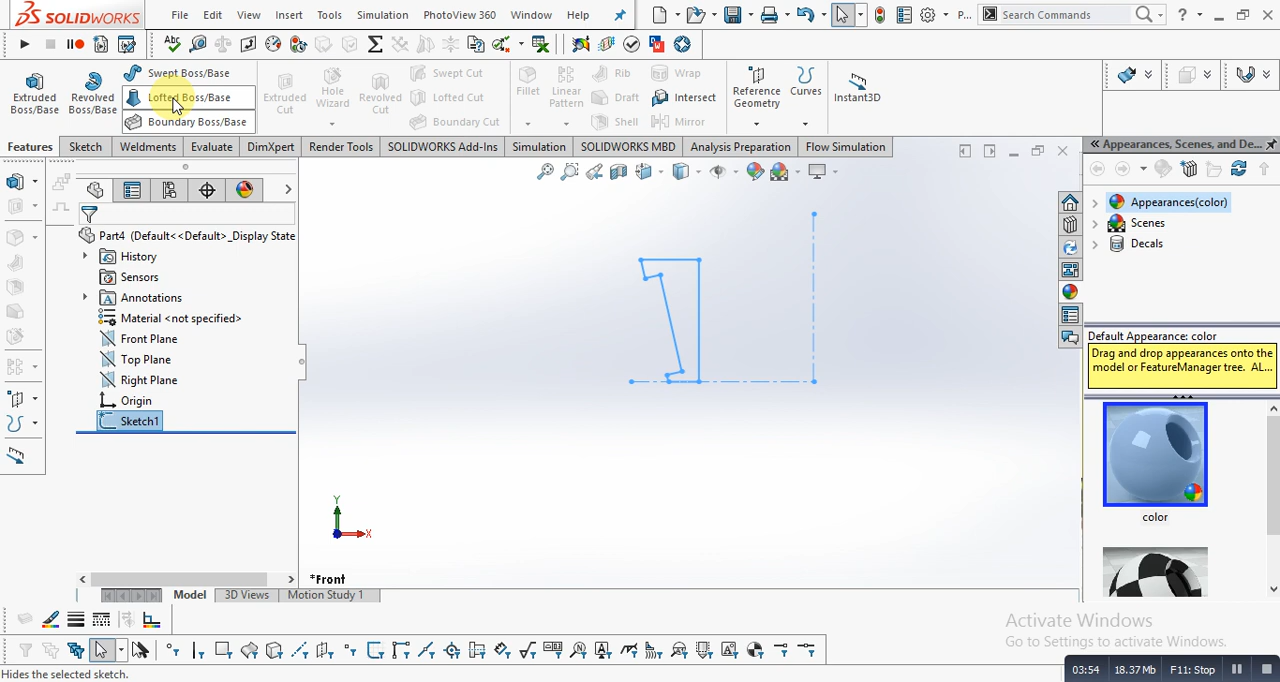 SOLIDWORKS File Edit View Insert Tools Simulation PhotoView 360 Window Help P... Search Commands ?
Extruded Boss/Base
Revolved Boss/Base
Swept Boss/Base
Lofted Boss/Base
Boundary Boss/Base
Extruded Cut
Hole Wizard
Revolved Cut
Swept Cut
Lofted Cut
Boundary Cut
Fillet
Linear Pattern
Rib
Draft
Shell
Wrap
Intersect
Mirror
Reference Geometry
Curves
Instant3D
Features Sketch Weldments Evaluate DimXpert Render Tools SOLIDWORKS Add-Ins Simulation SOLIDWORKS MBD Analysis Preparation Flow Simulation
Part4 (Default<<Default>_Display State
History
Sensors
Annotations
Material <not specified>
Front Plane
Top Plane
Right Plane
Origin
Sketch1
Y
X
*Front
Model 3D Views Motion Study 1
Appearances, Scenes, and De...
Appearances(color)
Scenes
Decals
Default Appearance: color
Drag and drop appearances onto the
model or FeatureManager tree. AL...
color
Activate Windows
Go to Settings to activate Windows.
Hides the selected sketch.
03:54 18.37 Mb F11: Stop